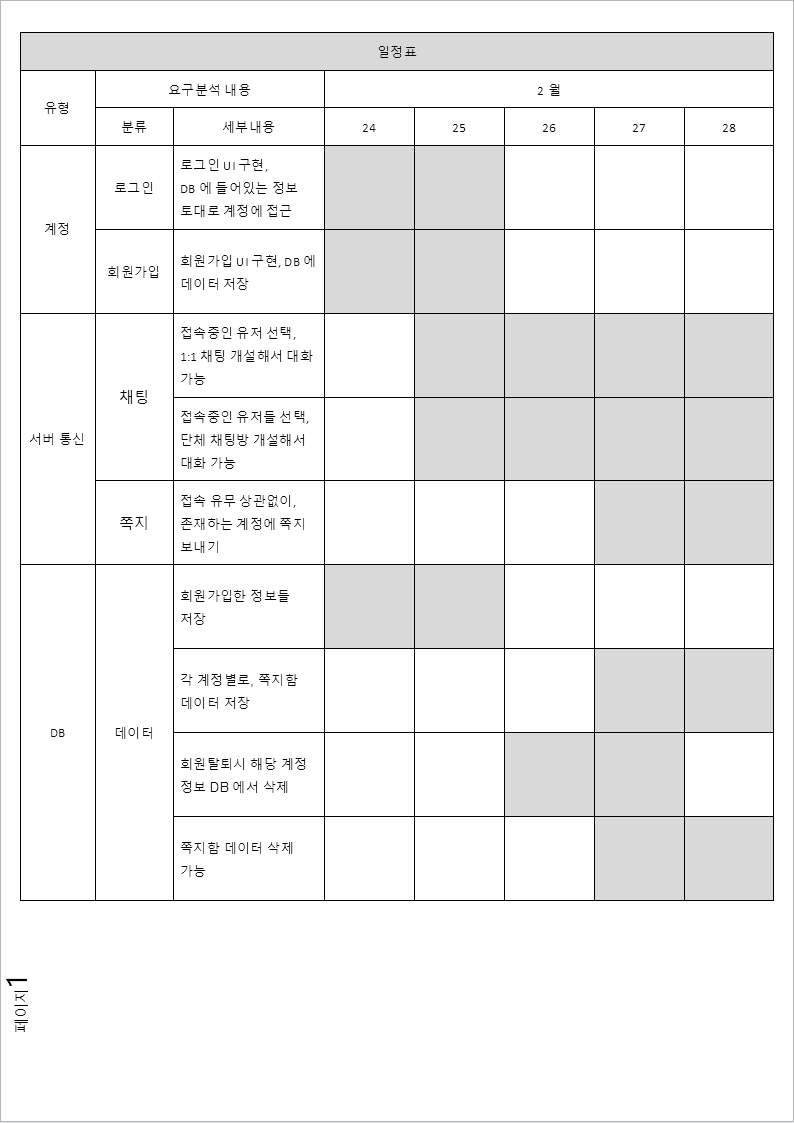 일정표
유형
요구분석 내용
2 월
분류
세부내용
24
25
26
27
28
계정
로그인
로그인 UI 구현,
DB 에 들어있는 정보
토대로 계정에 접근
회원가입
회원가입 UI 구현, DB 에
데이터 저장
서버 통신
채팅
접속중인 유저 선택,
1:1 채팅 개설해서 대화
가능
접속중인 유저들 선택,
단체 채팅방 개설해서
대화 가능
쪽지
접속 유무 상관없이,
존재하는 계정에 쪽지
보내기
DB
데이터
회원가입한 정보들
저장
각 계정별로, 쪽지함
데이터 저장
회원탈퇴시 해당 계정
정보 DB 에서 삭제
쪽지함 데이터 삭제
가능
페이지1